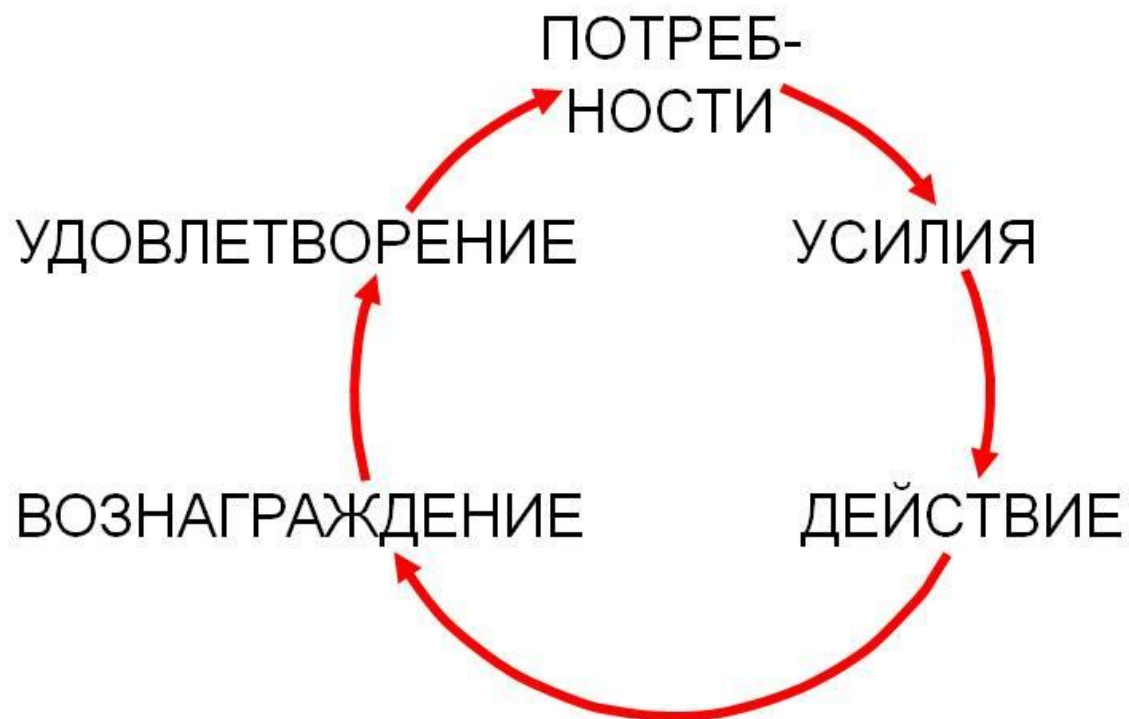 ПОТРЕБ-
НОСТИ
УДОВЛЕТВОРЕНИЕ
УСИЛИЯ
ВОЗНАГРАЖДЕНИЕ
ДЕЙСТВИЕ